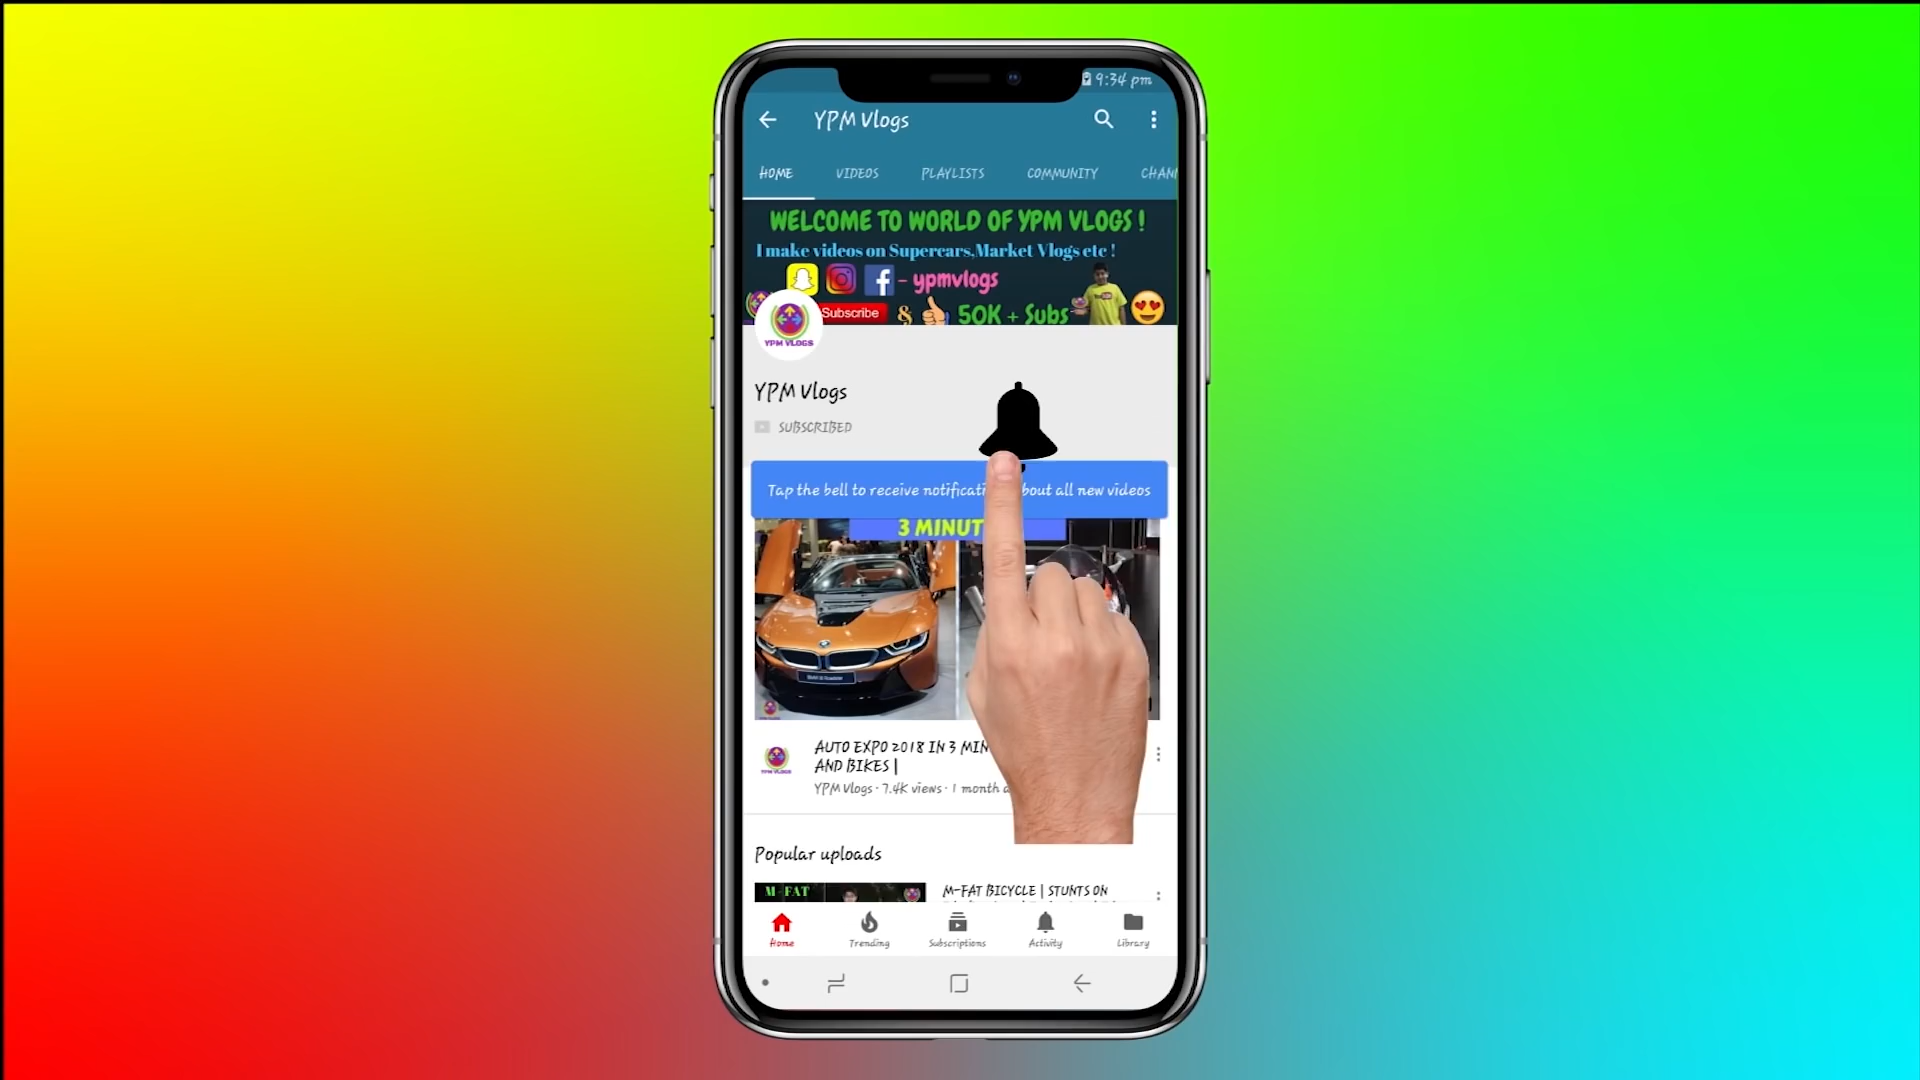 9:34 pm
YPM Vlogs
HOME VIDEOS PLAYLISTS COMMUNITY CHAN
WELCOME TO WORLD OF YPM VLOGS !
I make videos on Supercars,Market Vlogs etc !
- ypmvlogs
Subscribe & 50K + Subs
YPM VLOGS
YPM Vlogs
SUBSCRIBED
Tap the bell to receive notificati bout all new videos
3 MINUT
AUTO EXPO 2018 IN 3 MIN
AND BIKES |
YPM Vlogs · 7.4K views · 1 month a
YPM VLOGS
Popular uploads
M-FAT
M-FAT BICYCLE | STUNTS ON
Home Trending Subscriptions Activity Library